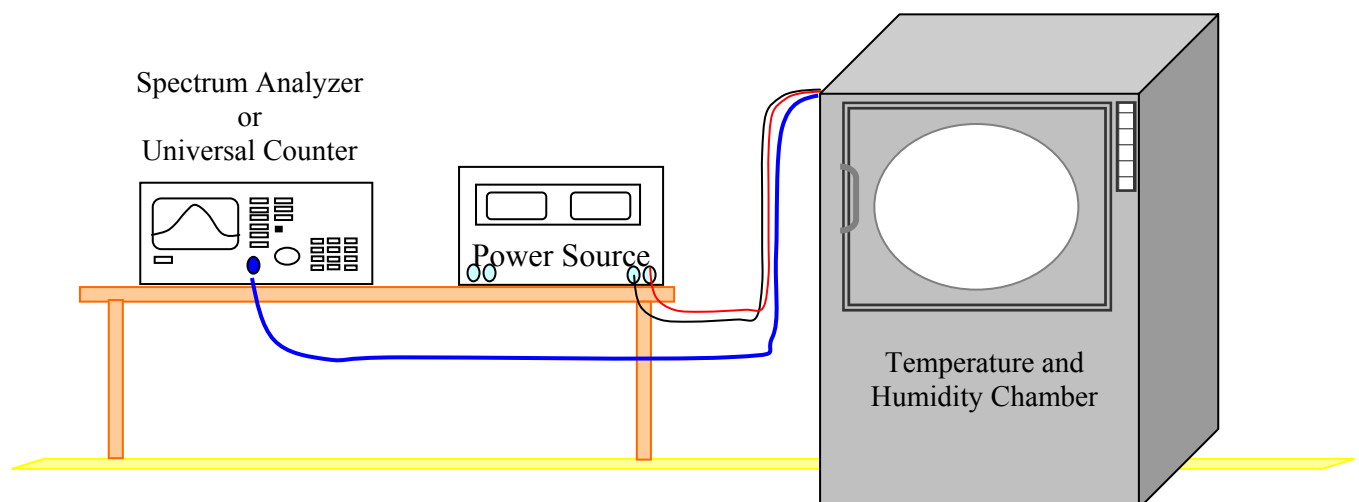 Spectrum Analyzer
or
Universal Counter
Power Source
Temperature and
Humidity Chamber